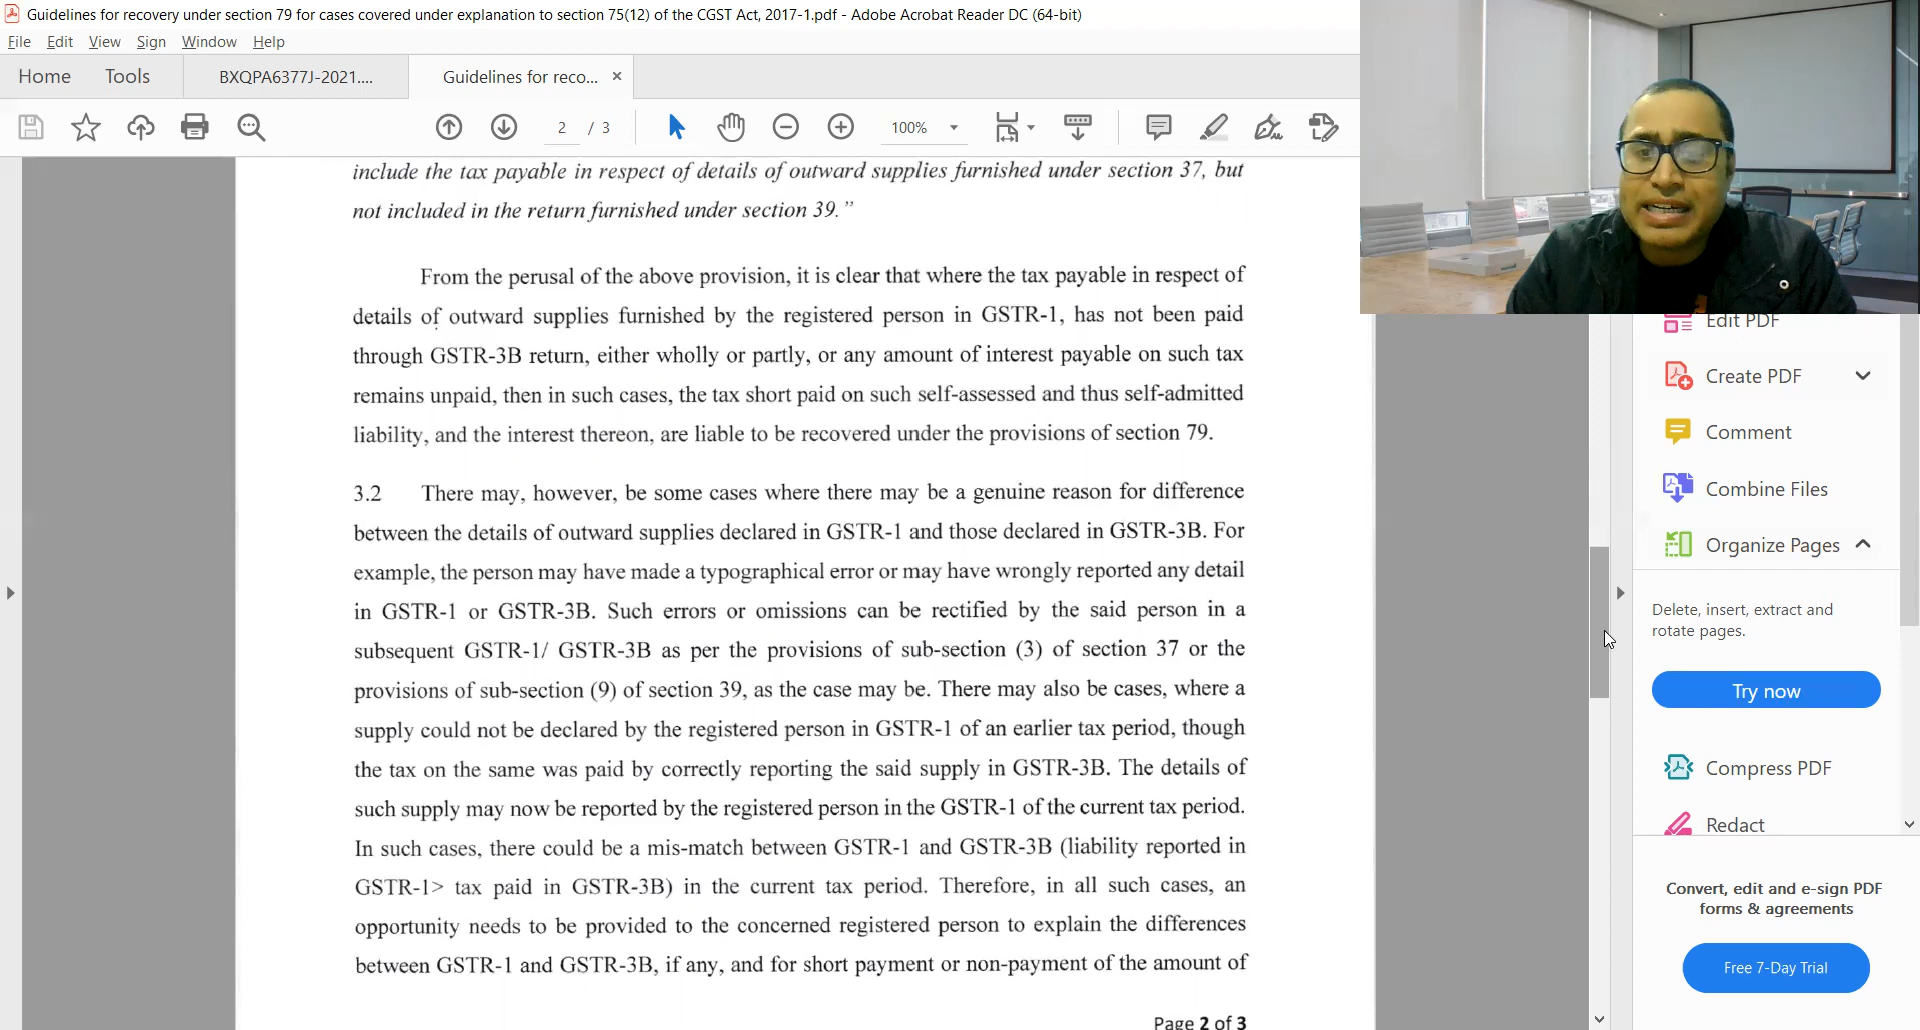 Guidelines for recovery under section 79 for cases covered under explanation to section 75(12) of the CGST Act, 2017-1.pdf - Adobe Acrobat Reader DC (64-bit)
File Edit View Sign Window Help
Home Tools BXQPA6377J-2021.... Guidelines for reco... ×
2 / 3 100%
include the tax payable in respect of details of outward supplies furnished under section 37, but
not included in the return furnished under section 39."
From the perusal of the above provision, it is clear that where the tax payable in respect of
details of outward supplies furnished by the registered person in GSTR-1, has not been paid
through GSTR-3B return, either wholly or partly, or any amount of interest payable on such tax
remains unpaid, then in such cases, the tax short paid on such self-assessed and thus self-admitted
liability, and the interest thereon, are liable to be recovered under the provisions of section 79.
3.2 There may, however, be some cases where there may be a genuine reason for difference
between the details of outward supplies declared in GSTR-1 and those declared in GSTR-3B. For
example, the person may have made a typographical error or may have wrongly reported any detail
in GSTR-1 or GSTR-3B. Such errors or omissions can be rectified by the said person in a
subsequent GSTR-1/ GSTR-3B as per the provisions of sub-section (3) of section 37 or the
provisions of sub-section (9) of section 39, as the case may be. There may also be cases, where a
supply could not be declared by the registered person in GSTR-1 of an earlier tax period, though
the tax on the same was paid by correctly reporting the said supply in GSTR-3B. The details of
such supply may now be reported by the registered person in the GSTR-1 of the current tax period.
In such cases, there could be a mis-match between GSTR-1 and GSTR-3B (liability reported in
GSTR-1> tax paid in GSTR-3B) in the current tax period. Therefore, in all such cases, an
opportunity needs to be provided to the concerned registered person to explain the differences
between GSTR-1 and GSTR-3B, if any, and for short payment or non-payment of the amount of
Page 2 of 3
Edit PDF
Create PDF
Comment
Combine Files
Organize Pages
Delete, insert, extract and
rotate pages.
Try now
Compress PDF
Redact
Convert, edit and e-sign PDF
forms & agreements
Free 7-Day Trial